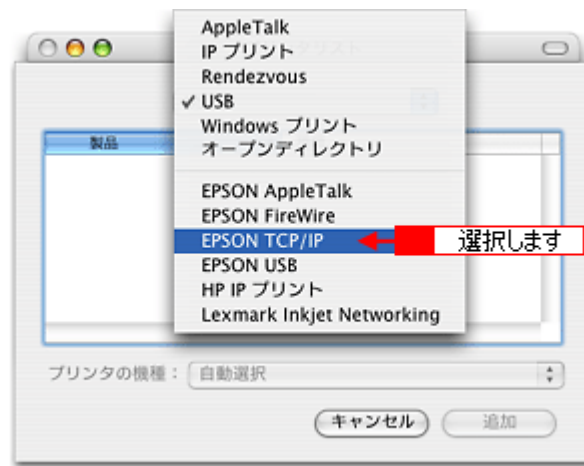 AppleTalk
IP プリント
Rendezvous
✓ USB
Windows プリント
オープンディレクトリ
EPSON AppleTalk
EPSON FireWire
EPSON TCP/IP
選択します
EPSON USB
HP IP プリント
Lexmark Inkjet Networking
製品
プリンタの機種：
自動選択
キャンセル
追加